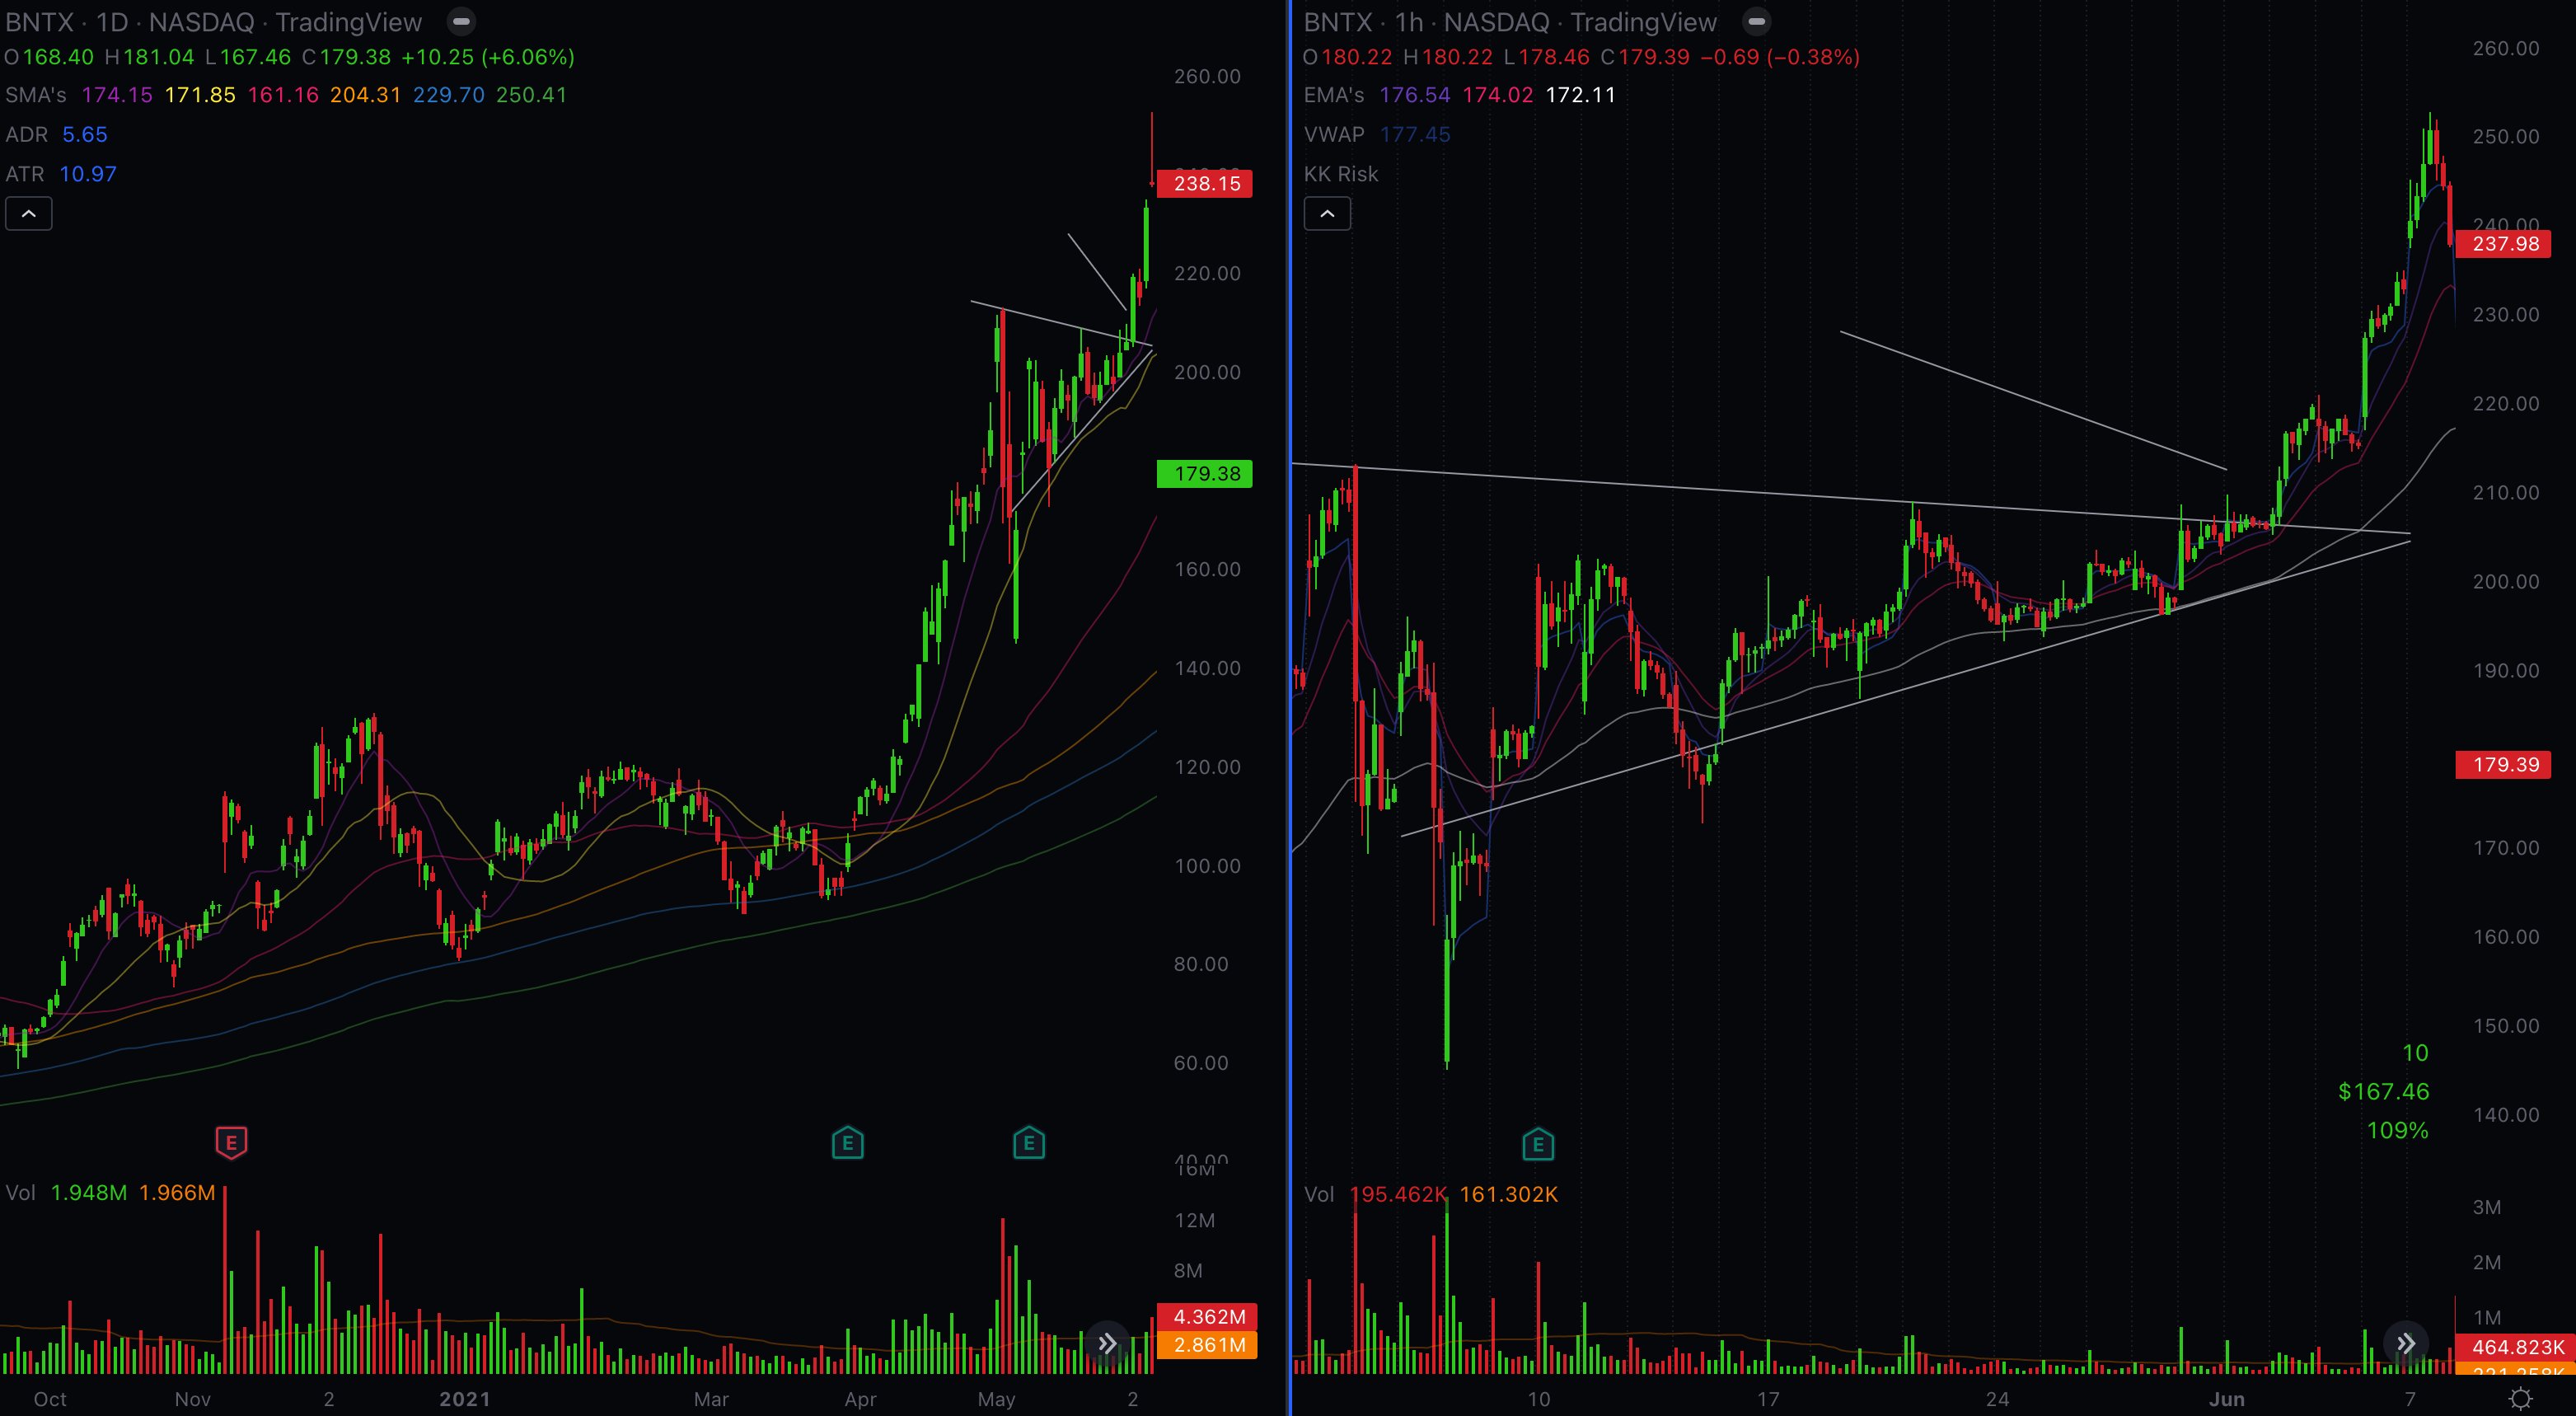 BNTX · 1D · NASDAQ · TradingView
O168.40 H181.04 L167.46 C179.38 +10.25 (+6.06%)
SMA's 174.15 171.85 161.16 204.31 229.70 250.41
ADR 5.65
ATR 10.97
260.00
238.15
220.00
200.00
179.38
160.00
140.00
120.00
100.00
80.00
60.00
40.00
E
E
E
Vol 1.948M 1.966M
16M
12M
8M
4.362M
2.861M
Oct Nov 2 2021 Mar Apr May 2
BNTX · 1h · NASDAQ · TradingView
O180.22 H180.22 L178.46 C179.39 −0.69 (−0.38%)
EMA's 176.54 174.02 172.11
VWAP 177.45
KK Risk
260.00
250.00
240.00
237.98
230.00
220.00
210.00
200.00
190.00
179.39
170.00
160.00
150.00
140.00
10
$167.46
109%
E
Vol 195.462K 161.302K
3M
2M
1M
464.823K
10 17 24 Jun 7